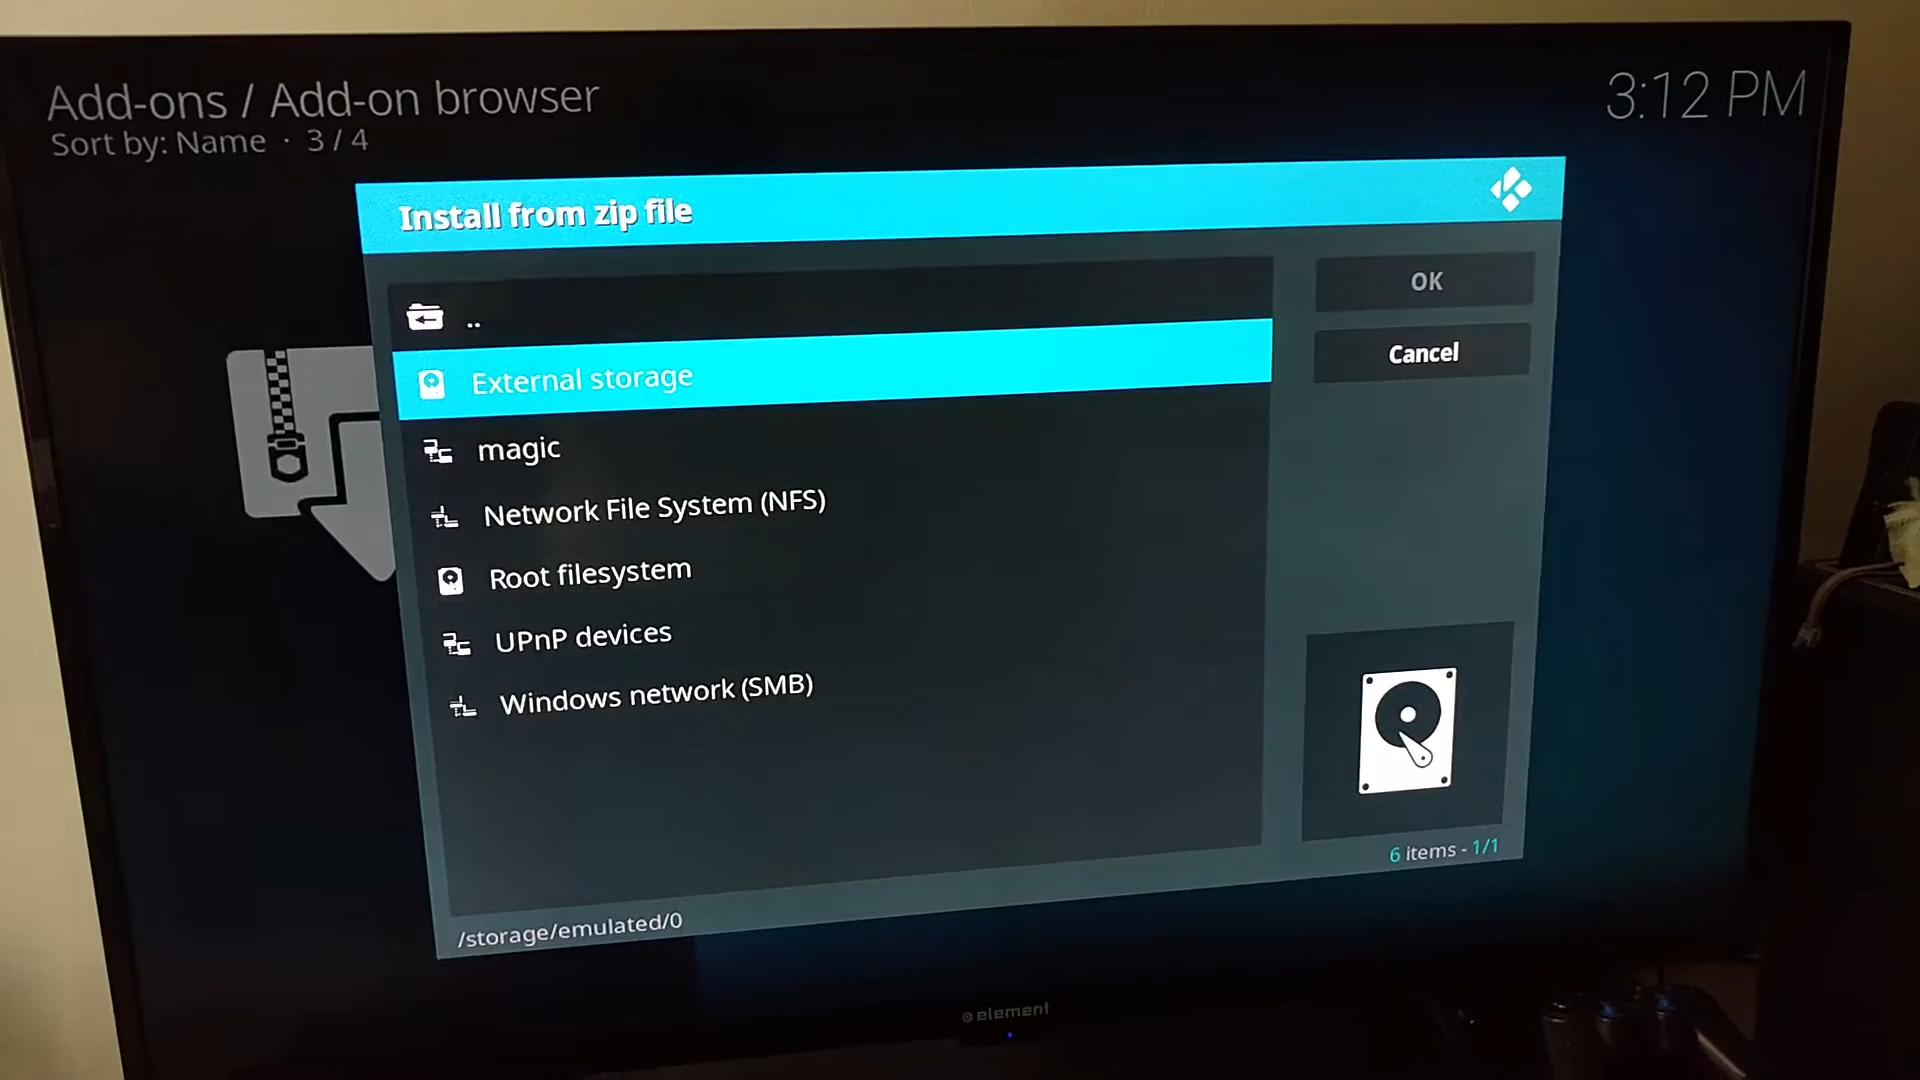 Add-ons / Add-on browser
Sort by: Name · 3 / 4
3:12 PM
Install from zip file
..
External storage
magic
Network File System (NFS)
Root filesystem
UPnP devices
Windows network (SMB)
OK
Cancel
6 items - 1/1
/storage/emulated/0
element